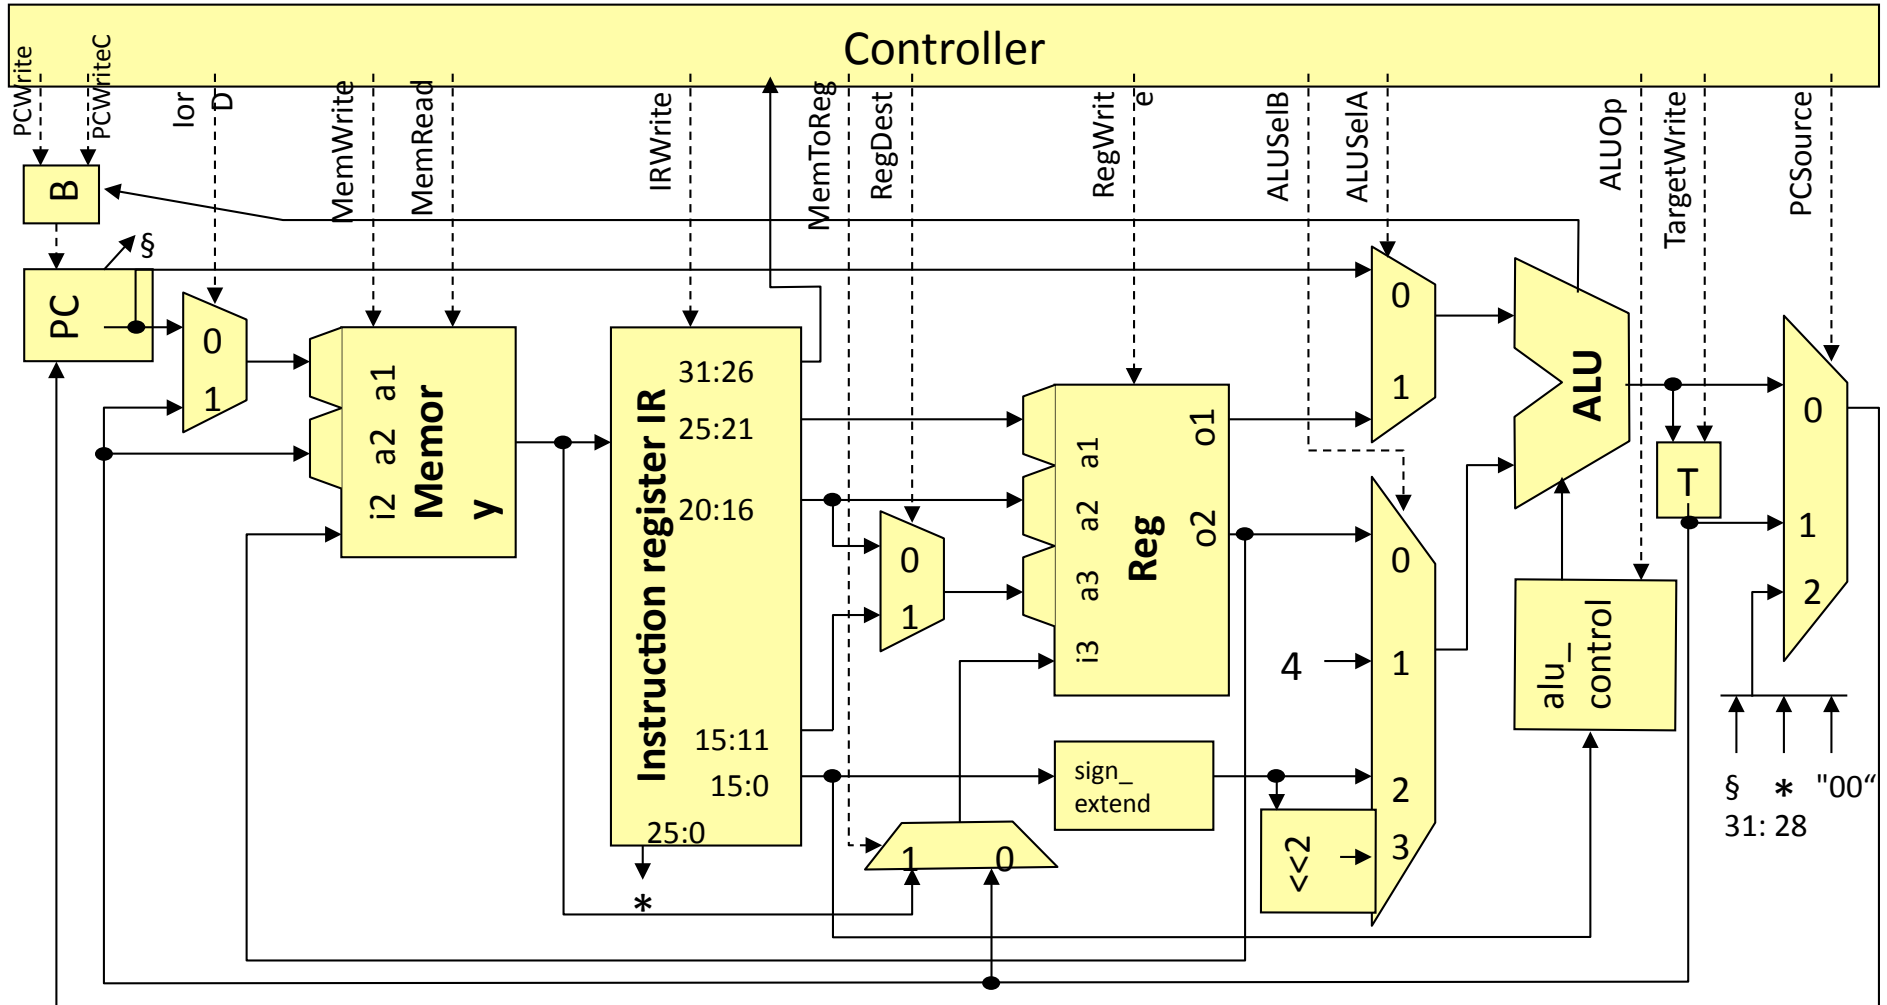 Controller
PCWrite
PCWriteC
Ior
D
MemWrite
MemRead
IRWrite
MemToReg
RegDest
RegWrit
e
ALUSelB
ALUSelA
ALUOp
TargetWrite
PCSource
B
§
PC
0
1
a1
a2
i2
Memor
y
Instruction register IR
31:26
25:21
20:16
15:11
15:0
25:0
*
0
1
a1
a2
a3
i3
Reg
o1
o2
sign_
extend
1 0
0
1
4
0
1
2
3
<<2
ALU
alu_
control
T
0
1
2
§ * "00“
31: 28